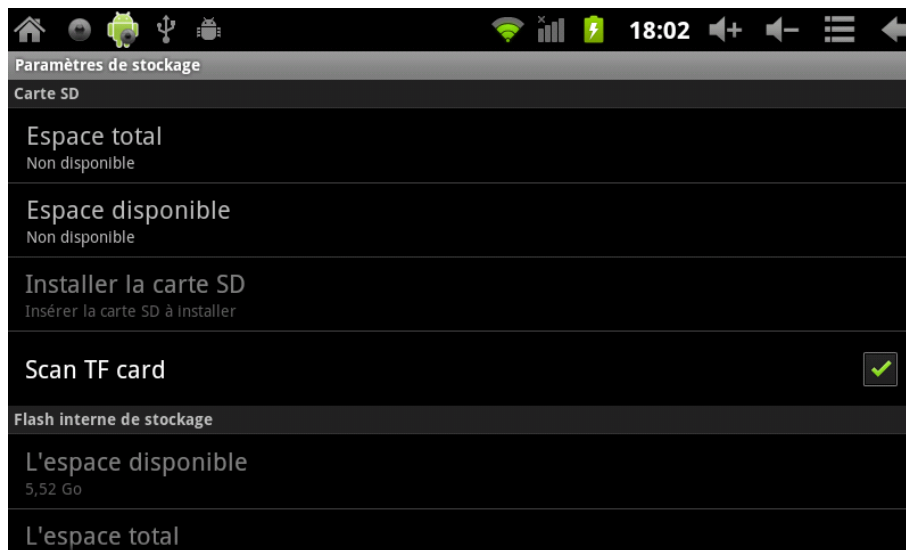 18:02
Paramètres de stockage
Carte SD
Espace total
Non disponible
Espace disponible
Non disponible
Installer la carte SD
Insérer la carte SD à installer
Scan TF card
Flash interne de stockage
L'espace disponible
5,52 Go
L'espace total